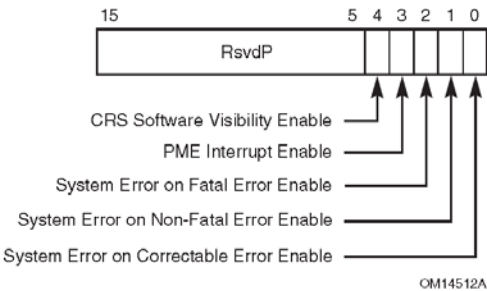 15 5 4 3 2 1 0
RsvdP
CRS Software Visibility Enable
PME Interrupt Enable
System Error on Fatal Error Enable
System Error on Non-Fatal Error Enable
System Error on Correctable Error Enable
OM14512A